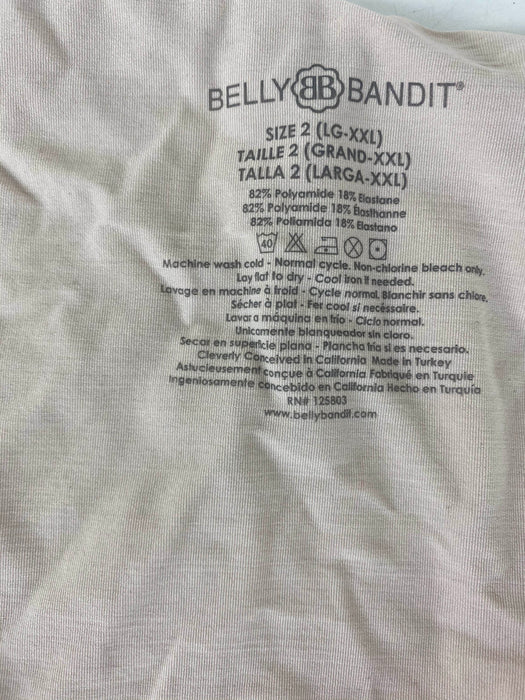 BELLY BB BANDIT®
SIZE 2 (LG-XXL)
TAILLE 2 (GRAND-XXL)
TALLA 2 (LARGA-XXL)
82% Polyamide 18% Elastane
82% Polyamide 18% Élasthanne
82% Poliamida 18% Elastano
40
Machine wash cold - Normal cycle. Non-chlorine bleach only.
Lay flat to dry - Cool iron if needed.
Lavage en machine à froid - Cycle normal. Blanchir sans chlore.
Sécher à plat - Fer cool si necéssaire.
Lavar a máquina en frío - Ciclo normal.
Unicamente blanqueador sin cloro.
Secar en superficie plana - Plancha fria si es necesario.
Cleverly Conceived in California Made in Turkey
Astucieusement conçue à California Fabriqué en Turquie
Ingeniosamente concebido en California Hecho en Turquía
RN# 125803
www.bellybandit.com